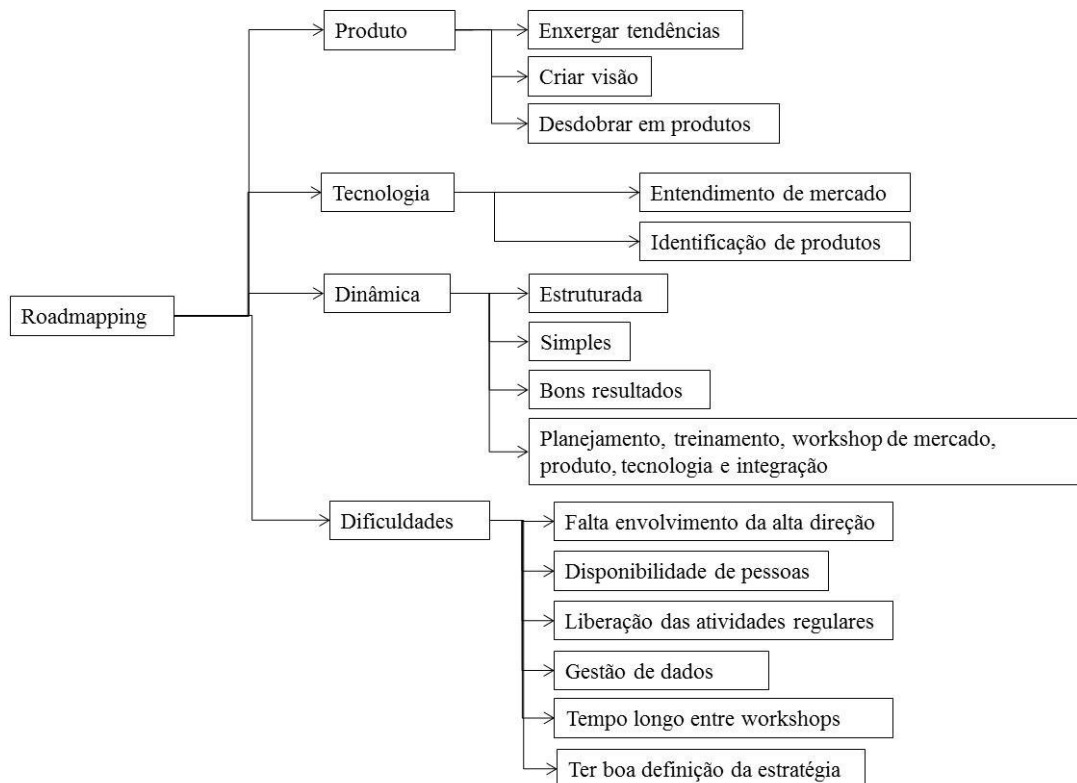 Roadmapping
Produto
Enxergar tendências
Criar visão
Desdobrar em produtos
Tecnologia
Entendimento de mercado
Identificação de produtos
Dinâmica
Estruturada
Simples
Bons resultados
Planejamento, treinamento, workshop de mercado,
produto, tecnologia e integração
Dificuldades
Falta envolvimento da alta direção
Disponibilidade de pessoas
Liberação das atividades regulares
Gestão de dados
Tempo longo entre workshops
Ter boa definição da estratégia